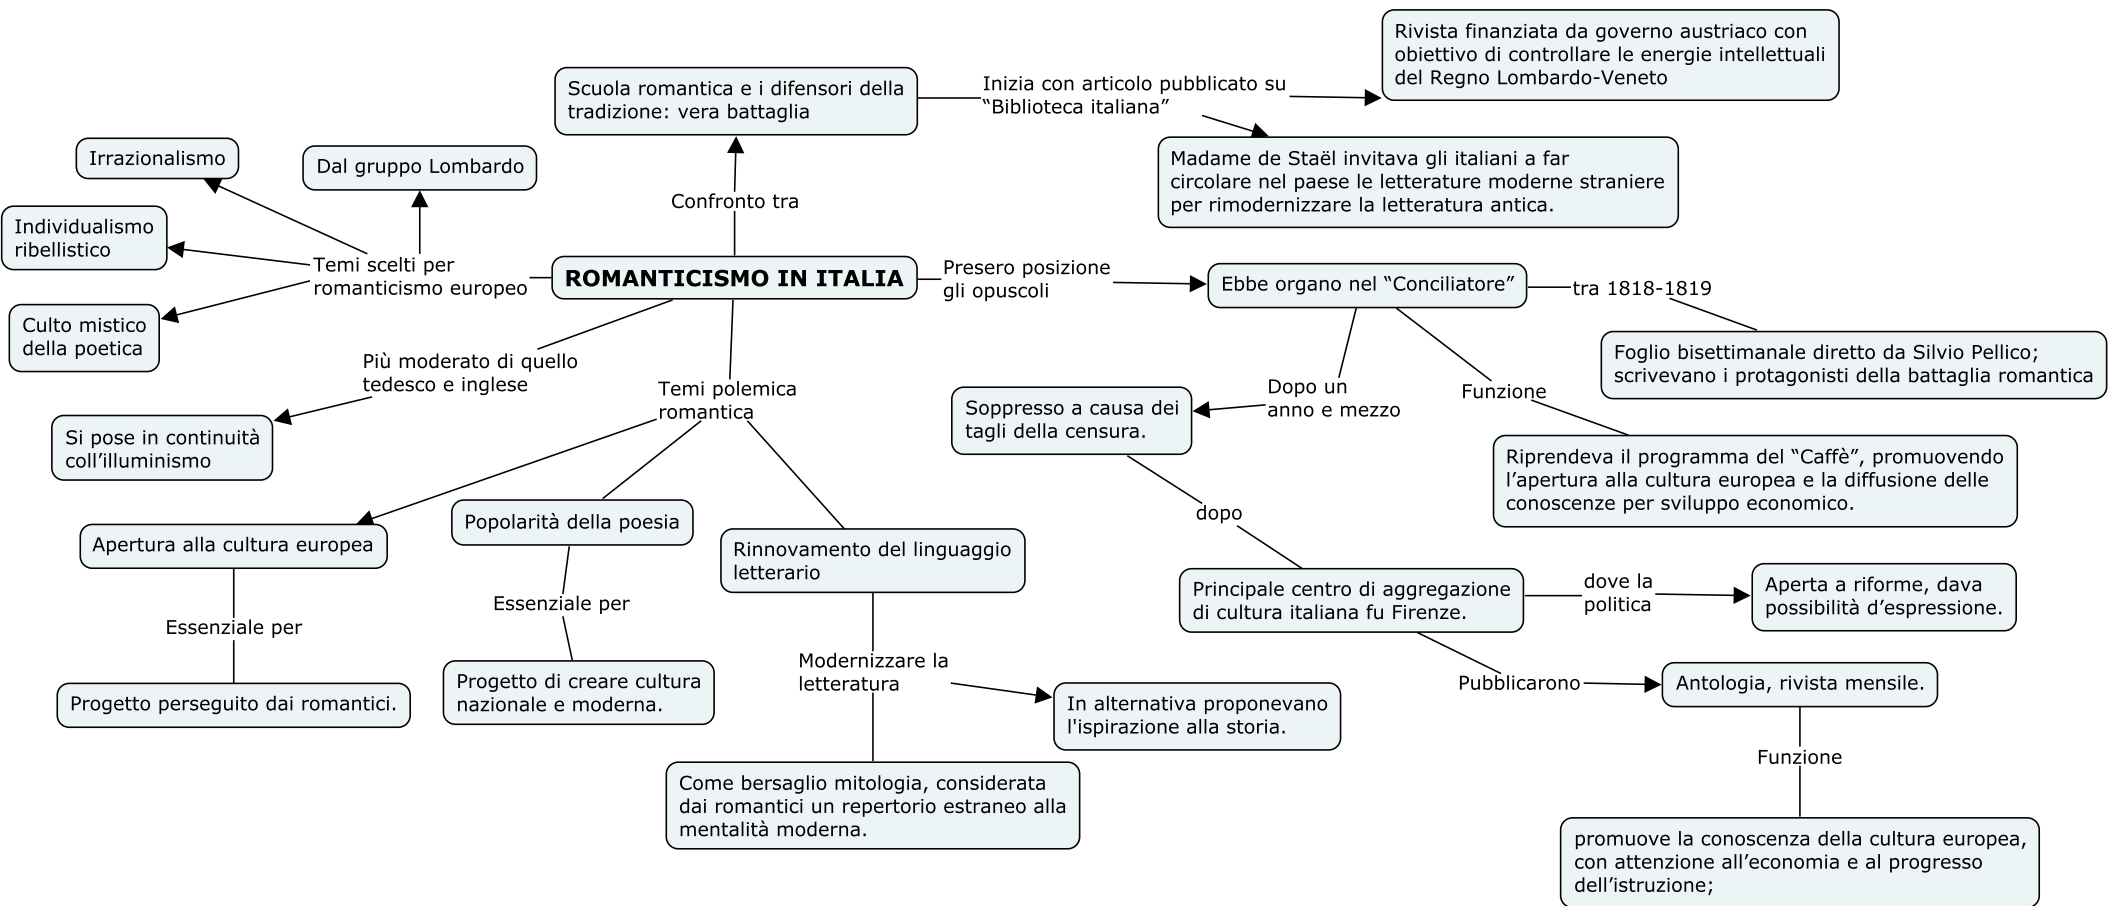 Rivista finanziata da governo austriaco con
obiettivo di controllare le energie intellettuali
del Regno Lombardo-Veneto
Scuola romantica e i difensori della
tradizione: vera battaglia
Inizia con articolo pubblicato su
“Biblioteca italiana”
Madame de Staël invitava gli italiani a far
circolare nel paese le letterature moderne straniere
per rimodernizzare la letteratura antica.
Irrazionalismo
Dal gruppo Lombardo
Confronto tra
Individualismo
ribellistico
Temi scelti per
romanticismo europeo
ROMANTICISMO IN ITALIA
Presero posizione
gli opuscoli
Ebbe organo nel “Conciliatore”
tra 1818-1819
Culto mistico
della poetica
Foglio bisettimanale diretto da Silvio Pellico;
scrivevano i protagonisti della battaglia romantica
Più moderato di quello
tedesco e inglese
Temi polemica
romantica
Dopo un
anno e mezzo
Funzione
Soppresso a causa dei
tagli della censura.
Si pose in continuità
coll’illuminismo
Riprendeva il programma del “Caffè”, promuovendo
l’apertura alla cultura europea e la diffusione delle
conoscenze per sviluppo economico.
dopo
Apertura alla cultura europea
Popolarità della poesia
Rinnovamento del linguaggio
letterario
Principale centro di aggregazione
di cultura italiana fu Firenze.
dove la
politica
Aperta a riforme, dava
possibilità d’espressione.
Essenziale per
Essenziale per
Modernizzare la
letteratura
Pubblicarono
Antologia, rivista mensile.
Progetto perseguito dai romantici.
Progetto di creare cultura
nazionale e moderna.
In alternativa proponevano
l'ispirazione alla storia.
Funzione
Come bersaglio mitologia, considerata
dai romantici un repertorio estraneo alla
mentalità moderna.
promuove la conoscenza della cultura europea,
con attenzione all’economia e al progresso
dell’istruzione;